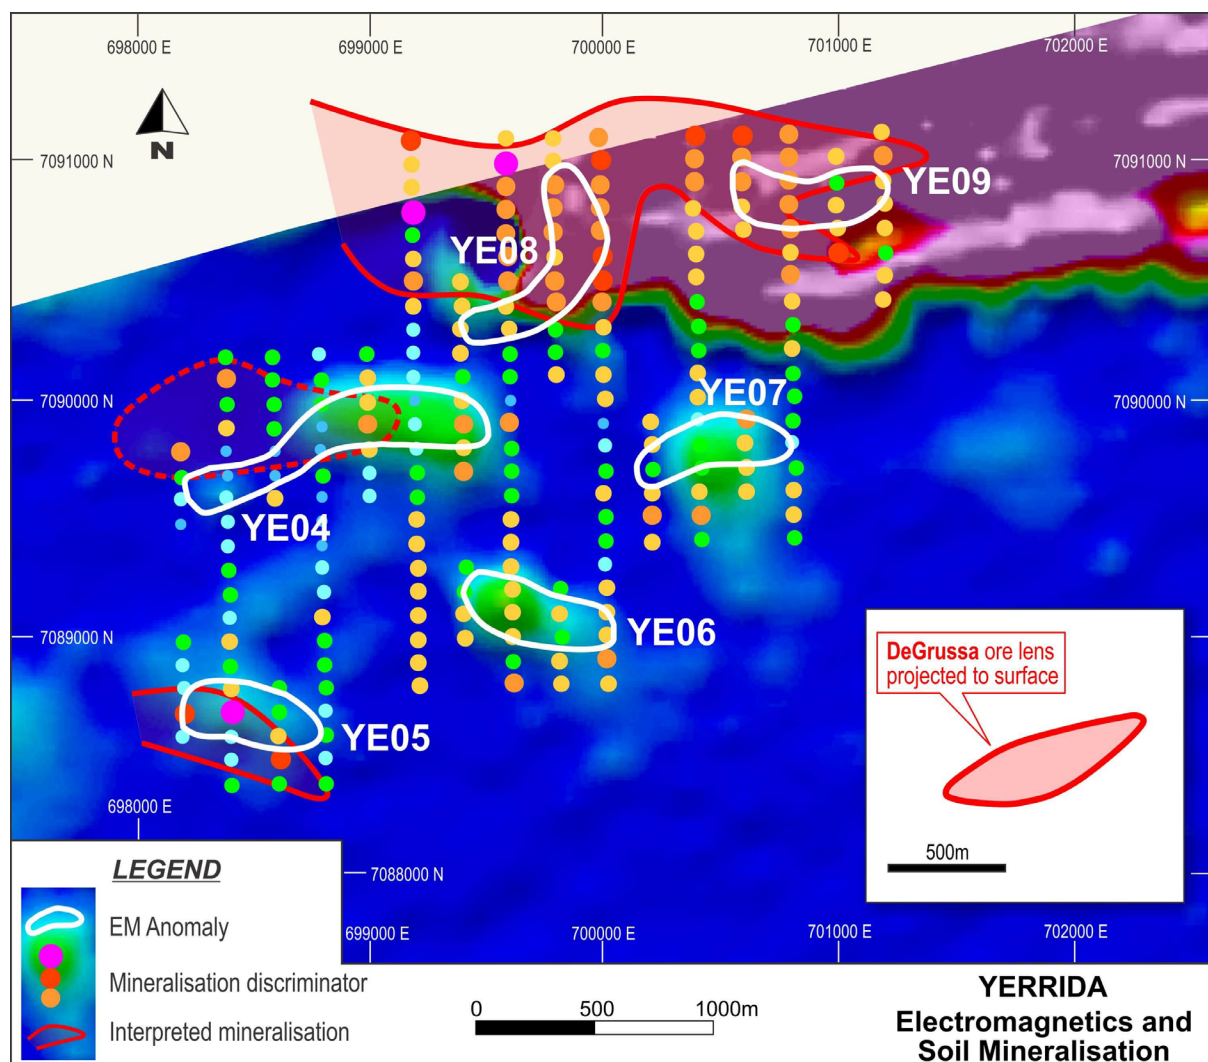 698000 E
699000 E
700000 E
701000 E
702000 E
N
7091000 N
7091000 N
YE09
YE08
7090000 N
YE07
7090000 N
YE04
7089000 N
YE06
7089000 N
YE05
DeGrussa ore lens
projected to surface
500m
698000 E
7088000 N
LEGEND
EM Anomaly
Mineralisation discriminator
Interpreted mineralisation
699000 E
700000 E
701000 E
702000 E
0 500 1000m
YERRIDA
Electromagnetics and
Soil Mineralisation